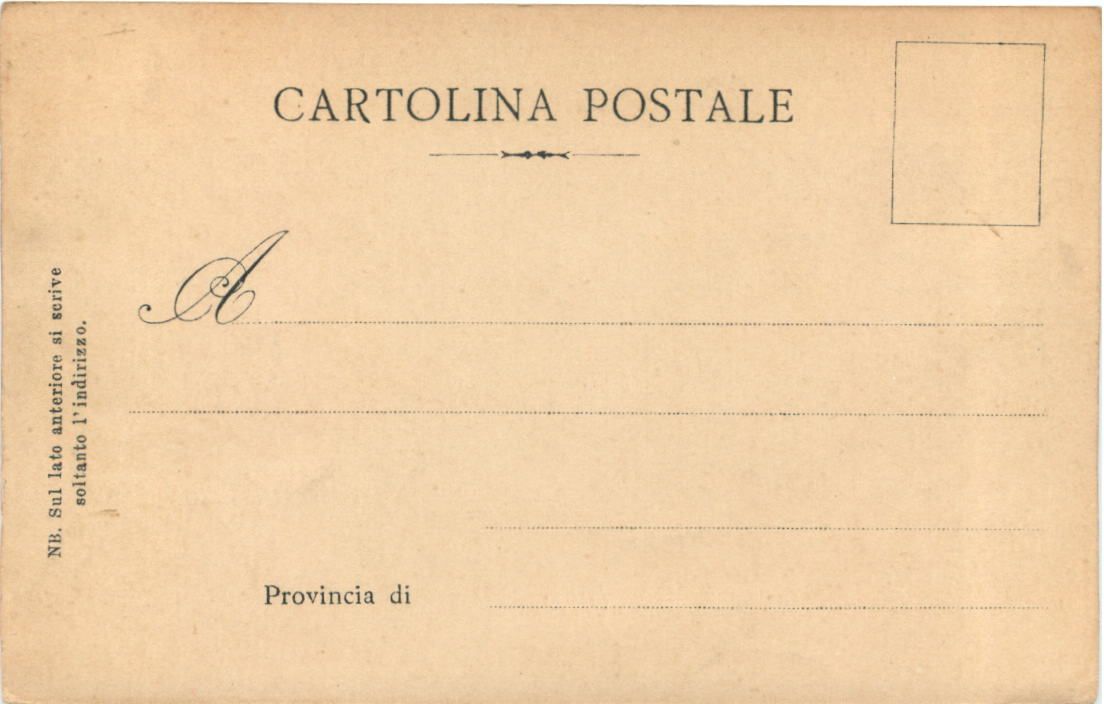 CARTOLINA POSTALE
A
Provincia di
NB. Sul lato anteriore si scrive
soltanto l'indirizzo.